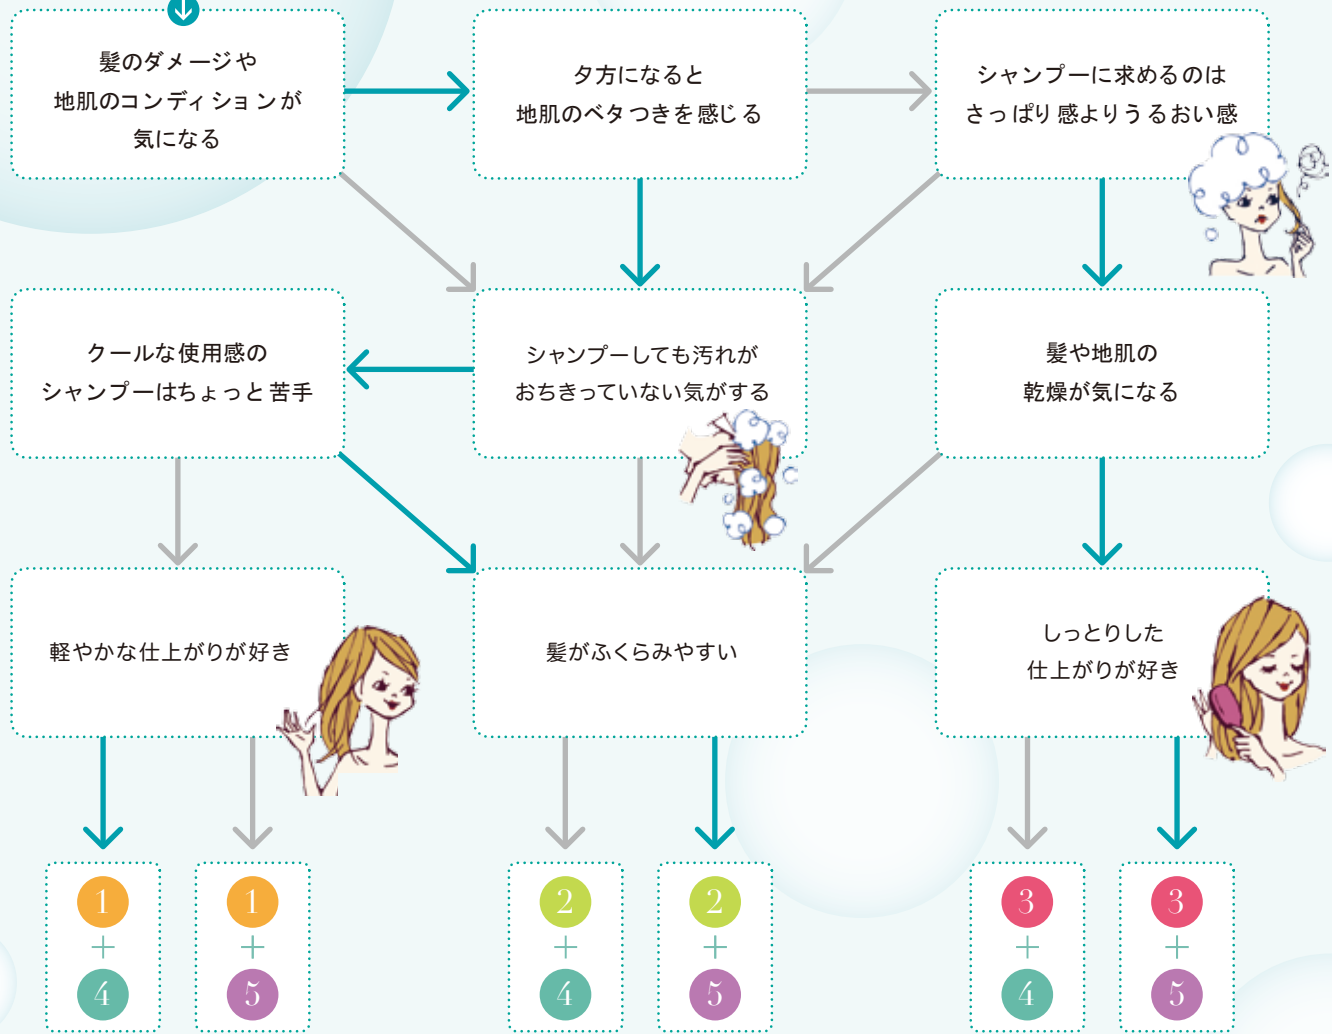 髪のダメージや
地肌のコンディションが
気になる
夕方になると
地肌のベタつきを感じる
シャンプーに求めるのは
さっぱり感よりうるおい感
クールな使用感の
シャンプーはちょっと苦手
シャンプーしても汚れが
おちきっていない気がする
髪や地肌の
乾燥が気になる
軽やかな仕上がりが好き
髪がふくらみやすい
しっとりした
仕上がりが好き
1
+
4
1
+
5
2
+
4
2
+
5
3
+
4
3
+
5